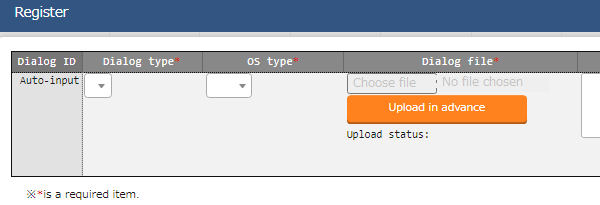 Register
Dialog ID Dialog type* OS type* Dialog file*
Auto-input Choose file No file chosen
Upload in advance
Upload status:
※*is a required item.